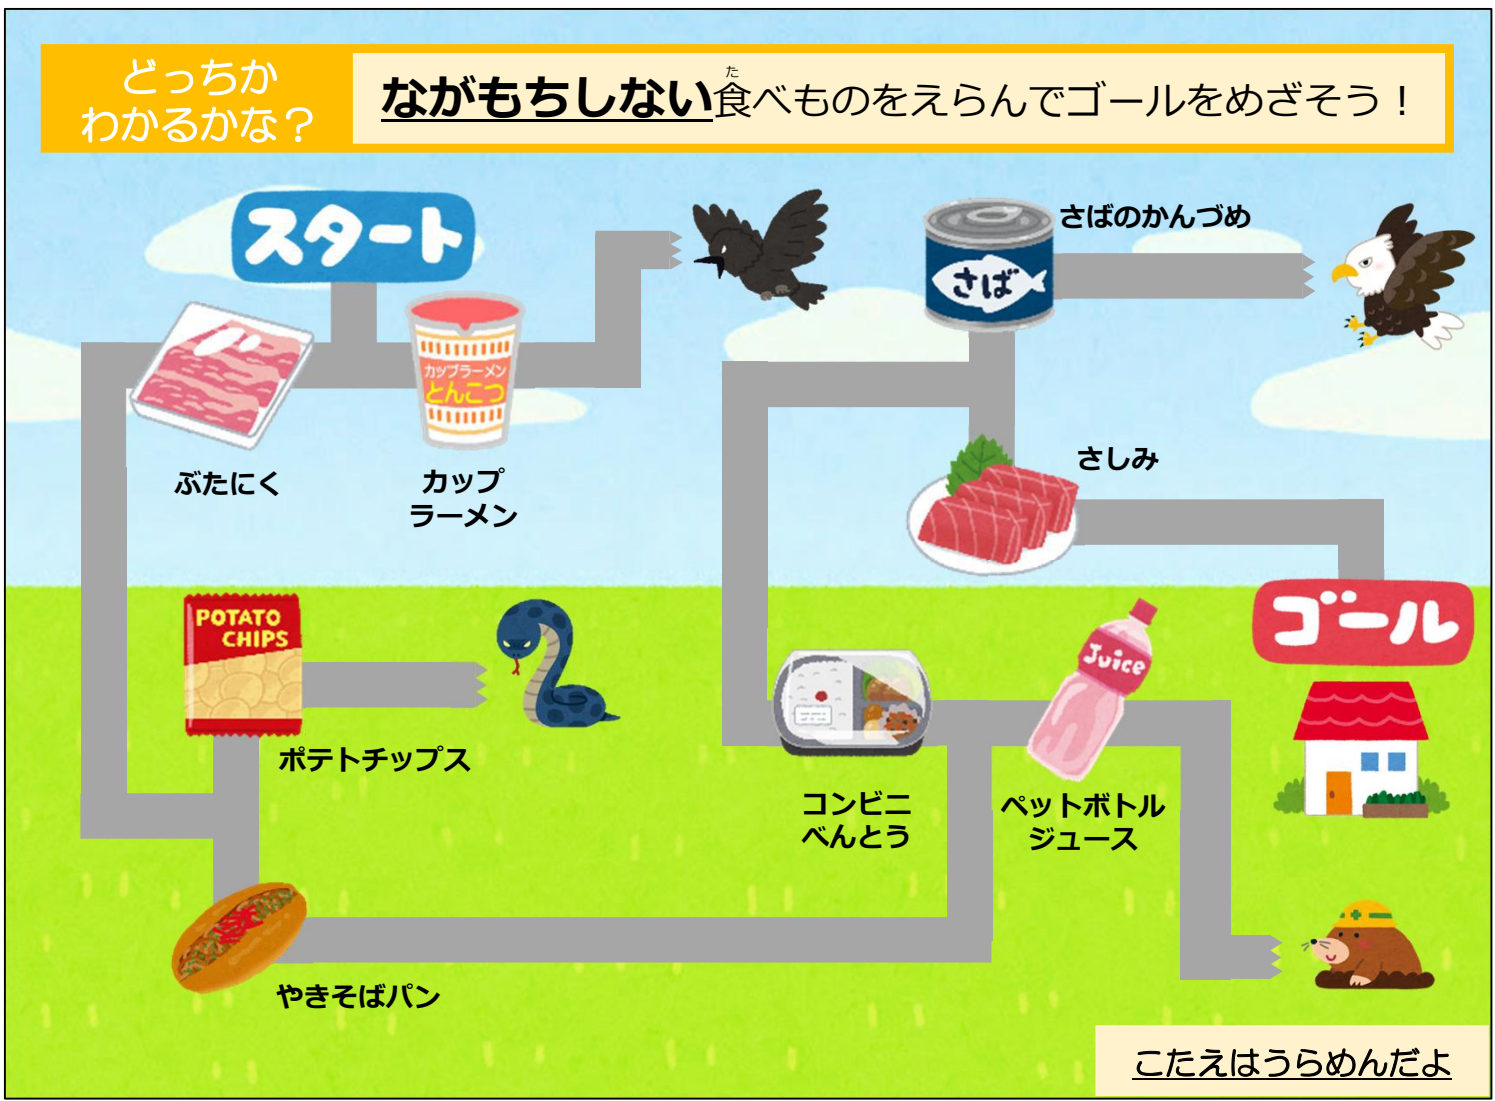 どっちか
わかるかな？
ながもちしない食べものをえらんでゴールをめざそう！
た
スタート
さばのかんづめ
さば
カップラーメン
とんこつ
ぶたにく
カップ
ラーメン
さしみ
ゴール
POTATO
CHIPS
Juice
ポテトチップス
コンビニ
べんとう
ペットボトル
ジュース
やきそばパン
こたえはうらめんだよ